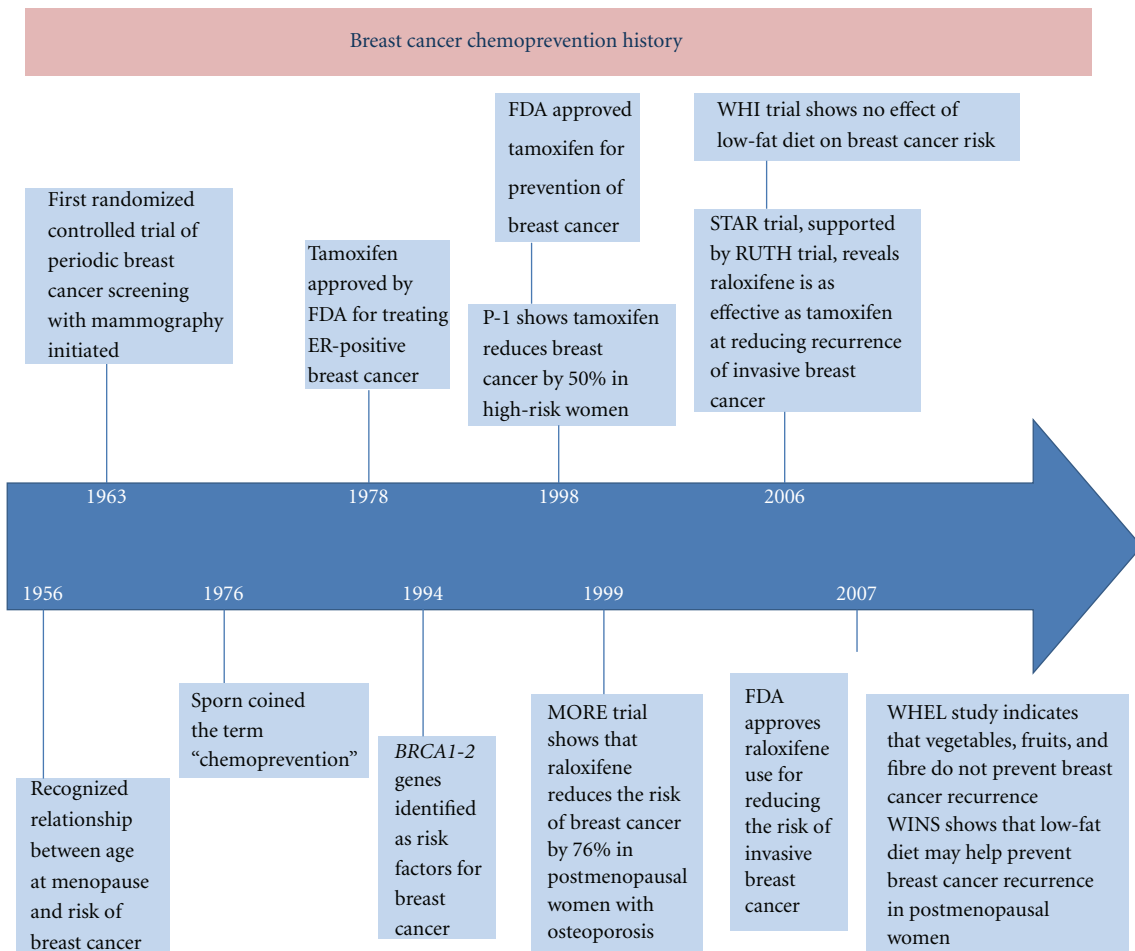 Breast cancer chemoprevention history
FDA approved
tamoxifen for
prevention of
breast cancer
WHI trial shows no effect of
low-fat diet on breast cancer risk
First randomized
controlled trial of
periodic breast
cancer screening
with mammography
initiated
Tamoxifen
approved by
FDA for treating
ER-positive
breast cancer
P-1 shows tamoxifen
reduces breast
cancer by 50% in
high-risk women
STAR trial, supported
by RUTH trial, reveals
raloxifene is as
effective as tamoxifen
at reducing recurrence
of invasive breast
cancer
1963
1978
1998
2006
1956
1976
1994
1999
2007
Recognized
relationship
between age
at menopause
and risk of
breast cancer
Sporn coined
the term
“chemoprevention”
BRCA1-2
genes
identified
as risk
factors for
breast
cancer
MORE trial
shows that
raloxifene
reduces the risk
of breast cancer
by 76% in
postmenopausal
women with
osteoporosis
FDA
approves
raloxifene
use for
reducing
the risk of
invasive
breast
cancer
WHEL study indicates
that vegetables, fruits, and
fibre do not prevent breast
cancer recurrence
WINS shows that low-fat
diet may help prevent
breast cancer recurrence
in postmenopausal
women